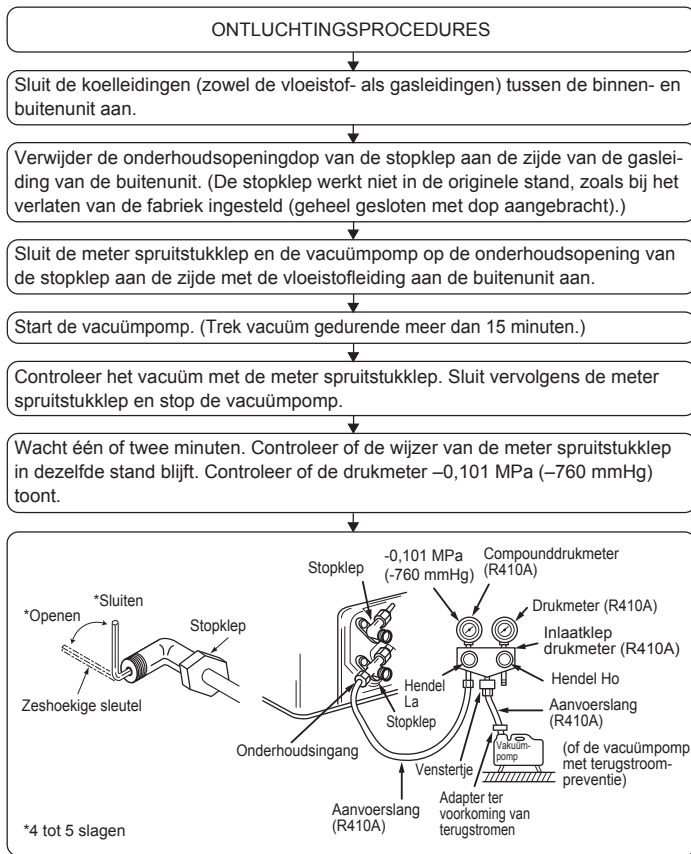 ONTLUCHTINGSPROCEDURES
Sluit de koelleidingen (zowel de vloeistof- als gasleidingen) tussen de binnen- en
buitenunit aan.
Verwijder de onderhoudsopeningdop van de stopklep aan de zijde van de gaslei-
ding van de buitenunit. (De stopklep werkt niet in de originele stand, zoals bij het
verlaten van de fabriek ingesteld (geheel gesloten met dop aangebracht).)
Sluit de meter spruitstukklep en de vacuümpomp op de onderhoudsopening van
de stopklep aan de zijde met de vloeistofleiding aan de buitenunit aan.
Start de vacuümpomp. (Trek vacuüm gedurende meer dan 15 minuten.)
Controleer het vacuüm met de meter spruitstukklep. Sluit vervolgens de meter
spruitstukklep en stop de vacuümpomp.
Wacht één of twee minuten. Controleer of de wijzer van de meter spruitstukklep
in dezelfde stand blijft. Controleer of de drukmeter –0,101 MPa (–760 mmHg)
toont.
*Openen
*Sluiten
Stopklep
Zeshoekige sleutel
*4 tot 5 slagen
Stopklep
-0,101 MPa
(-760 mmHg)
Compounddrukmeter
(R410A)
Drukmeter (R410A)
Inlaatklep
drukmeter (R410A)
Hendel
La
Hendel Ho
Stopklep
Onderhoudsingang
Aanvoerslang
(R410A)
Venstertje
Aanvoerslang
(R410A)
Vakuüm-
pomp
(of de vacuümpomp
met terugstroom-
preventie)
Adapter ter
voorkoming van
terugstromen